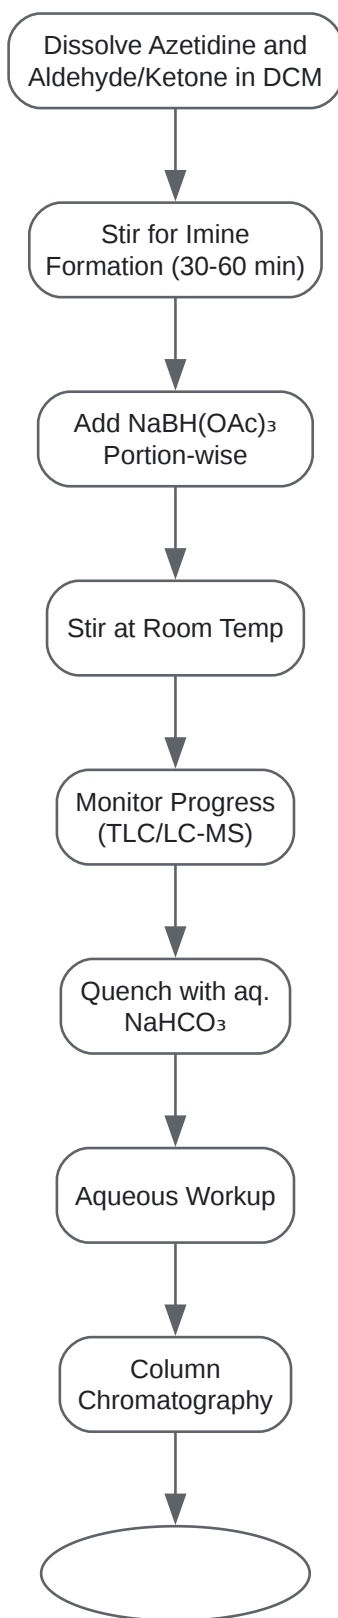 Dissolve Azetidine and
Aldehyde/Ketone in DCM
Stir for Imine
Formation (30-60 min)
Add NaBH(OAc)₃
Portion-wise
Stir at Room Temp
Monitor Progress
(TLC/LC-MS)
Quench with aq.
NaHCO₃
Aqueous Workup
Column
Chromatography